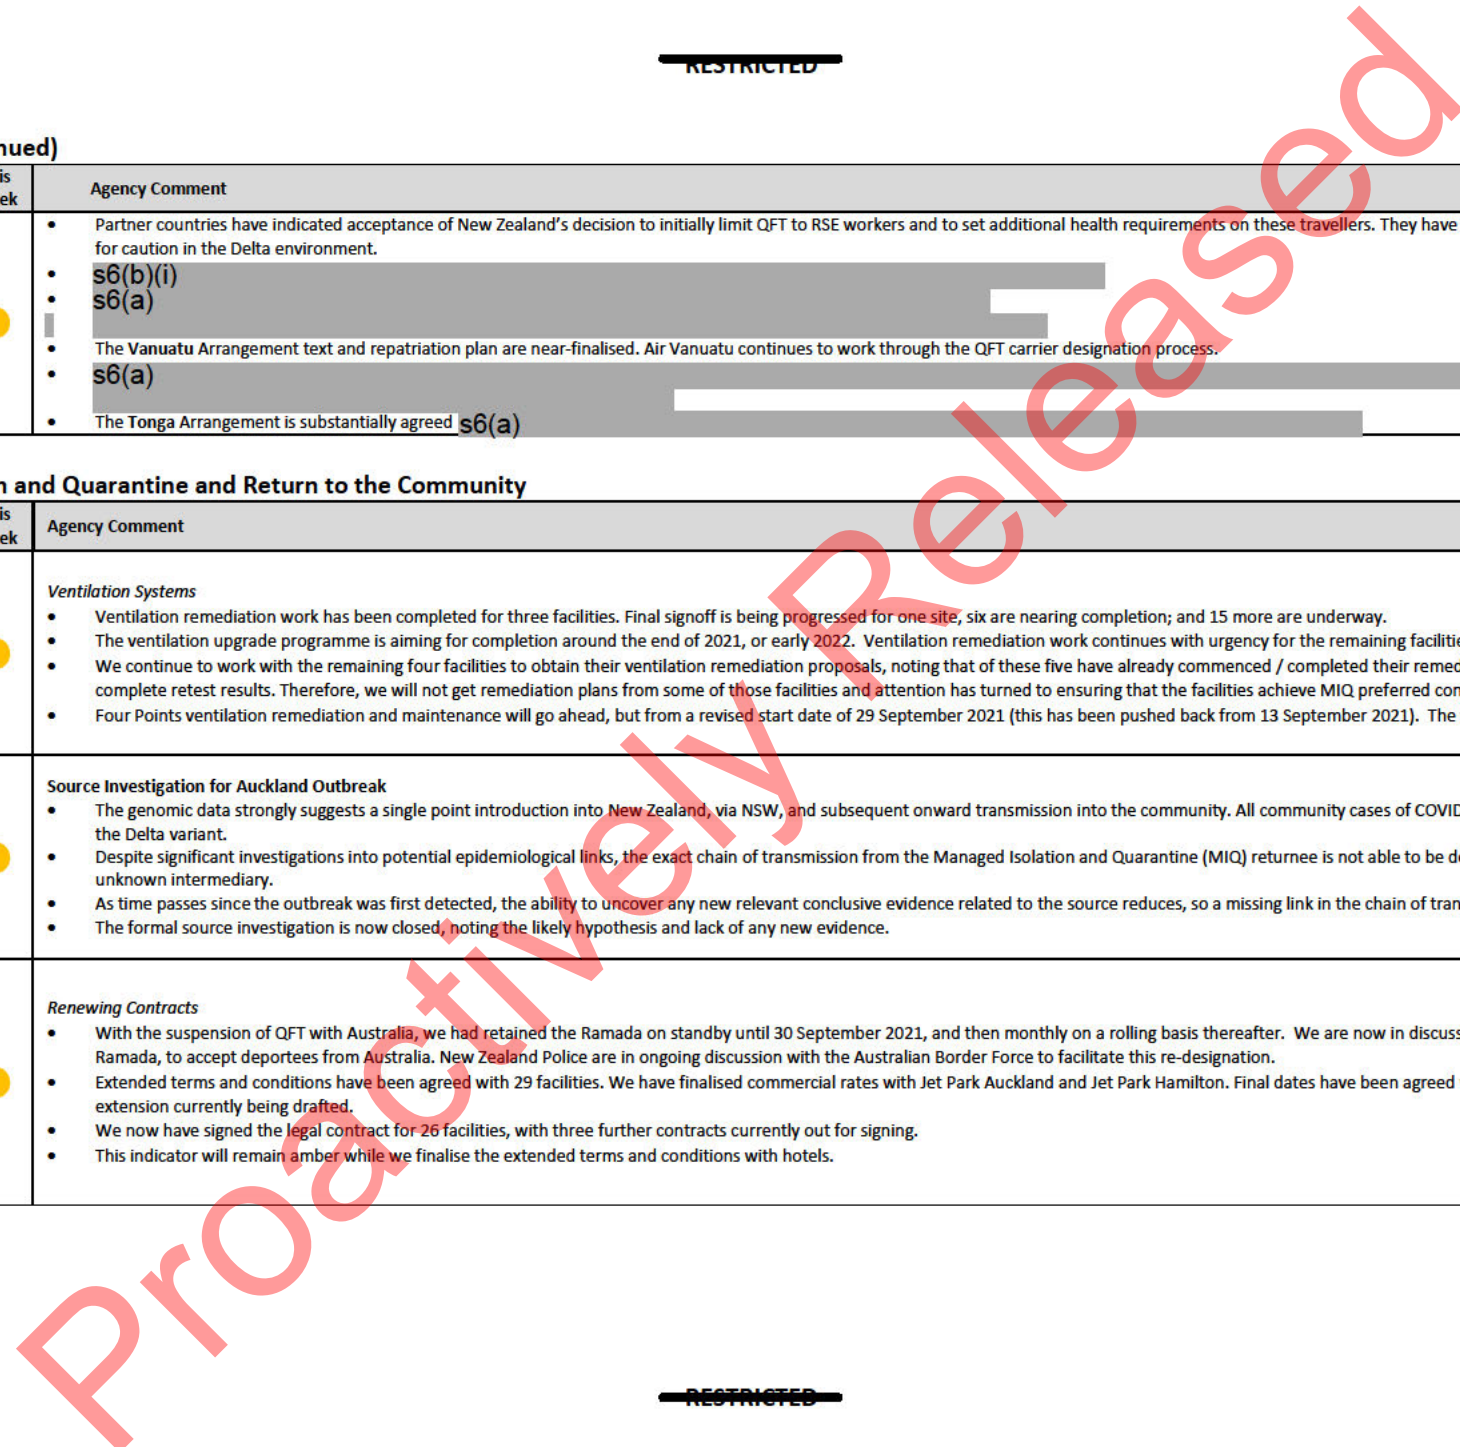 RESTRICTED
nued)
is
ek
Agency Comment
• Partner countries have indicated acceptance of New Zealand's decision to initially limit QFT to RSE workers and to set additional health requirements on these travellers. They have
for caution in the Delta environment.
• s6(b)(i)
• s6(a)
• The Vanuatu Arrangement text and repatriation plan are near-finalised. Air Vanuatu continues to work through the QFT carrier designation process.
• s6(a)
• The Tonga Arrangement is substantially agreed s6(a)
n and Quarantine and Return to the Community
is
ek
Agency Comment
Ventilation Systems
• Ventilation remediation work has been completed for three facilities. Final signoff is being progressed for one site, six are nearing completion; and 15 more are underway.
• The ventilation upgrade programme is aiming for completion around the end of 2021, or early 2022. Ventilation remediation work continues with urgency for the remaining facilitie
• We continue to work with the remaining four facilities to obtain their ventilation remediation proposals, noting that of these five have already commenced / completed their remed
complete retest results. Therefore, we will not get remediation plans from some of those facilities and attention has turned to ensuring that the facilities achieve MIQ preferred con
• Four Points ventilation remediation and maintenance will go ahead, but from a revised start date of 29 September 2021 (this has been pushed back from 13 September 2021). The
Source Investigation for Auckland Outbreak
• The genomic data strongly suggests a single point introduction into New Zealand, via NSW, and subsequent onward transmission into the community. All community cases of COVID
the Delta variant.
• Despite significant investigations into potential epidemiological links, the exact chain of transmission from the Managed Isolation and Quarantine (MIQ) returnee is not able to be de
unknown intermediary.
• As time passes since the outbreak was first detected, the ability to uncover any new relevant conclusive evidence related to the source reduces, so a missing link in the chain of tran
• The formal source investigation is now closed, noting the likely hypothesis and lack of any new evidence.
Renewing Contracts
• With the suspension of QFT with Australia, we had retained the Ramada on standby until 30 September 2021, and then monthly on a rolling basis thereafter. We are now in discuss
Ramada, to accept deportees from Australia. New Zealand Police are in ongoing discussion with the Australian Border Force to facilitate this re-designation.
• Extended terms and conditions have been agreed with 29 facilities. We have finalised commercial rates with Jet Park Auckland and Jet Park Hamilton. Final dates have been agreed
extension currently being drafted.
• We now have signed the legal contract for 26 facilities, with three further contracts currently out for signing.
• This indicator will remain amber while we finalise the extended terms and conditions with hotels.
Proactively Released
RESTRICTED